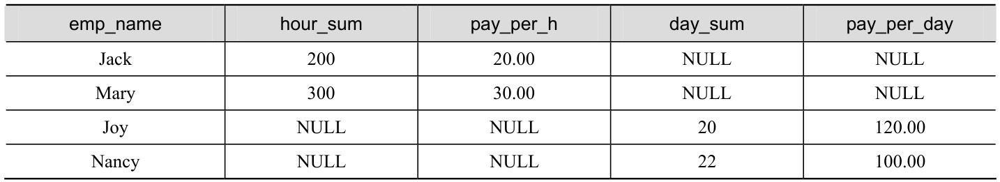 emp_name hour_sum pay_per_h day_sum pay_per_day
Jack 200 20.00 NULL NULL
Mary 300 30.00 NULL NULL
Joy NULL NULL 20 120.00
Nancy NULL NULL 22 100.00